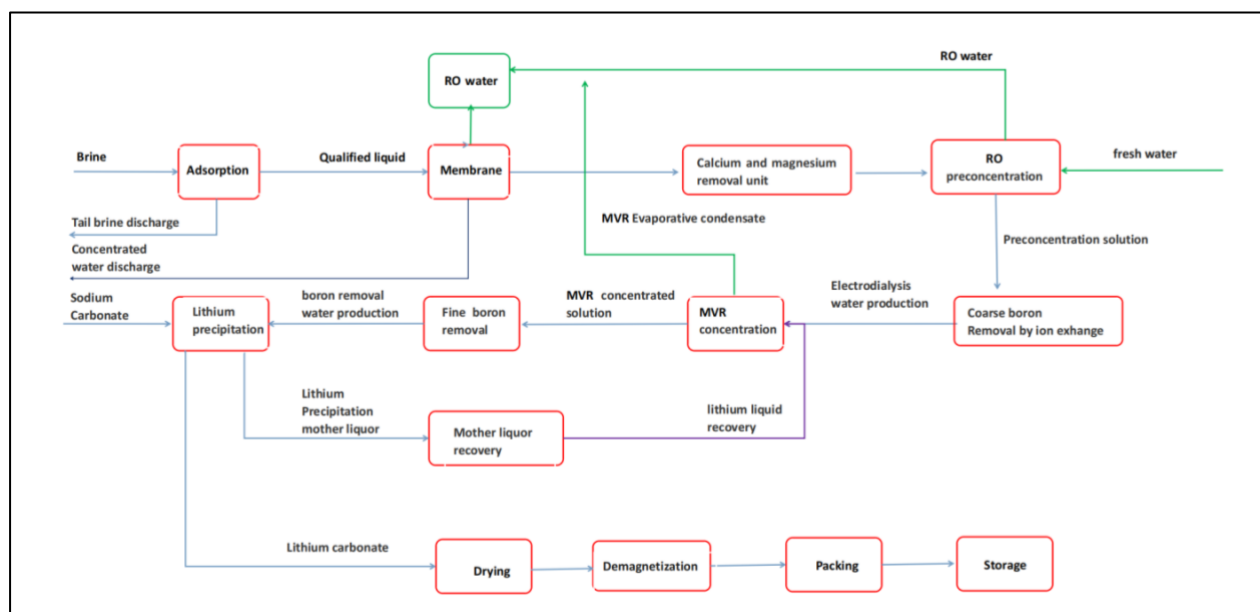 RO water
RO water
Brine
Adsorption
Qualified liquid
Membrane
Calcium and magnesium
removal unit
RO
preconcentration
fresh water
Tail brine discharge
Concentrated
water discharge
MVR Evaporative condensate
Preconcentration solution
Sodium
Carbonate
Lithium
precipitation
boron removal
water production
Fine boron
removal
MVR concentrated
solution
MVR
concentration
Electrodialysis
water production
Coarse boron
Removal by ion exhange
Lithium
Precipitation
mother liquor
Mother liquor
recovery
lithium liquid
recovery
Lithium carbonate
Drying
Demagnetization
Packing
Storage